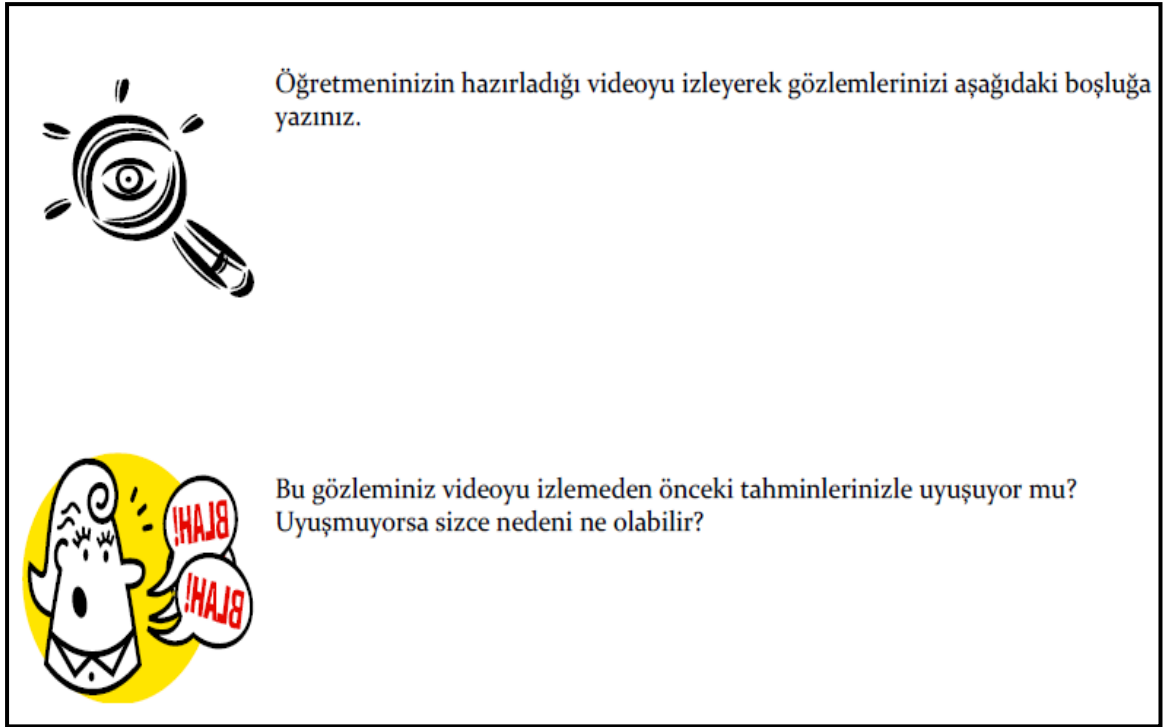 Öğretmeninizin hazırladığı videoyu izleyerek gözlemlerinizi aşağıdaki boşluğa
yazınız.
Bu gözleminiz videoyu izlemeden önceki tahminlerinizle uyuşuyor mu?
Uyuşmuyorsa sizce nedeni ne olabilir?
BLAH!
BLAH!